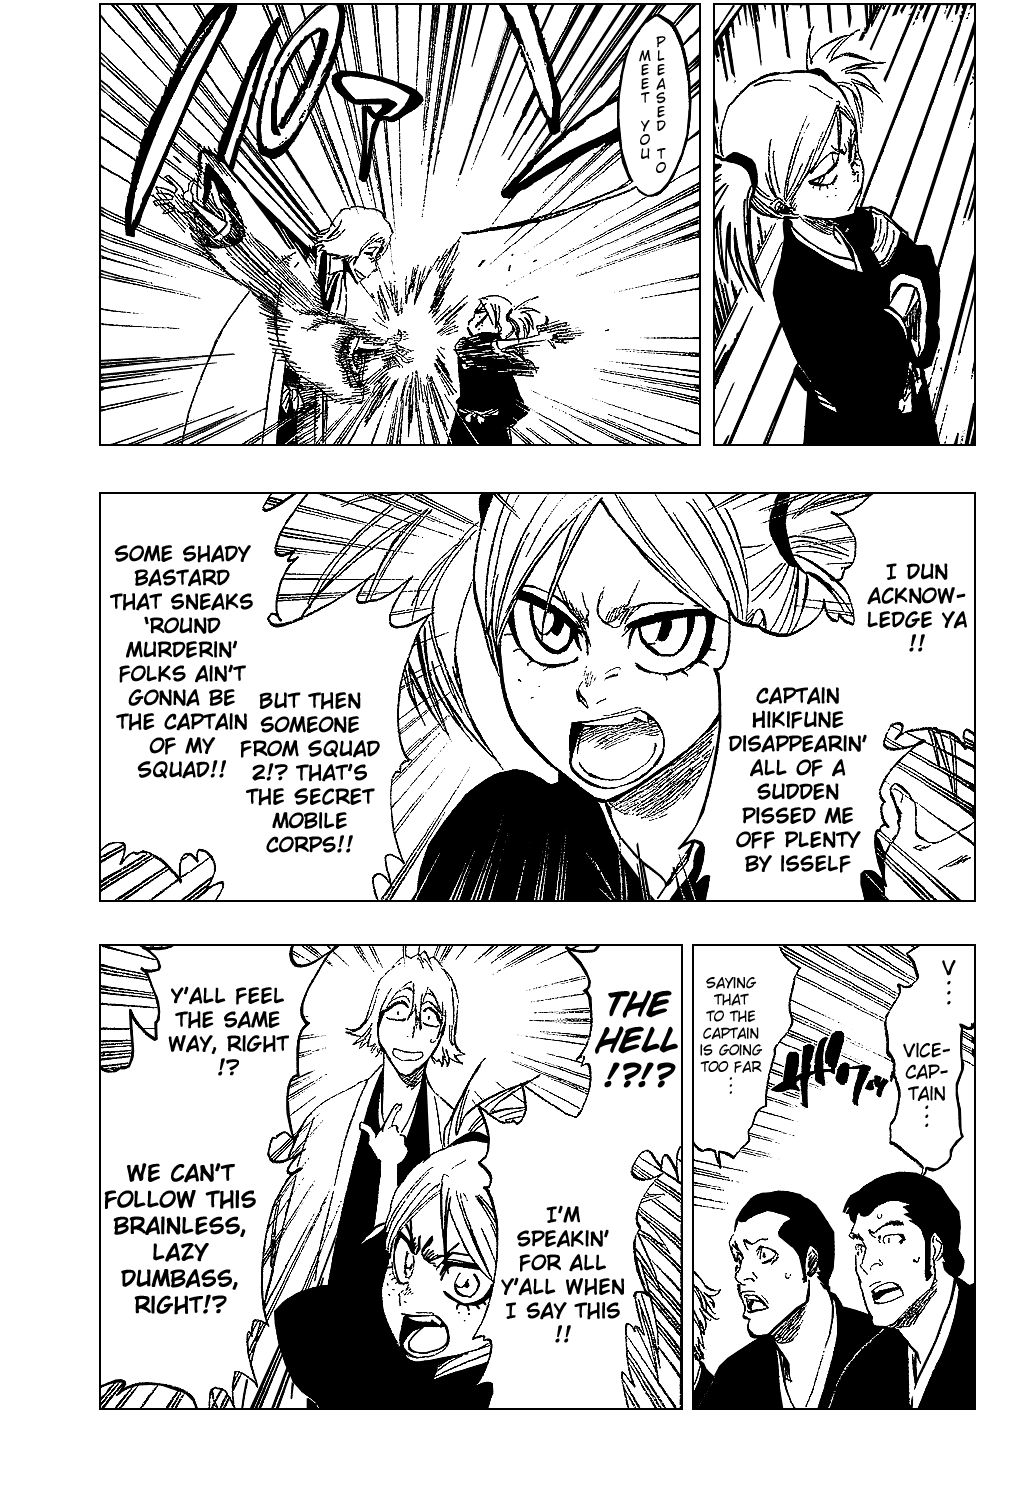 PLEASED TO
MEET YOU
I DUN
ACKNOW-
LEDGE YA
!!
CAPTAIN
HIKIFUNE
DISAPPEARIN'
ALL OF A
SUDDEN
PISSED ME
OFF PLENTY
BY ISSELF
BUT THEN
SOMEONE
FROM SQUAD
2!? THAT'S
THE SECRET
MOBILE
CORPS!!
SOME SHADY
BASTARD
THAT SNEAKS
'ROUND
MURDERIN'
FOLKS AIN'T
GONNA BE
THE CAPTAIN
OF MY
SQUAD!!
V
...
VICE-
CAP-
TAIN
...
SAYING
THAT
TO THE
CAPTAIN
IS GOING
TOO FAR
...
THE
HELL
!?!?
I'M
SPEAKIN'
FOR ALL
Y'ALL WHEN
I SAY THIS
!!
Y'ALL FEEL
THE SAME
WAY, RIGHT
!?
WE CAN'T
FOLLOW THIS
BRAINLESS,
LAZY
DUMBASS,
RIGHT!?